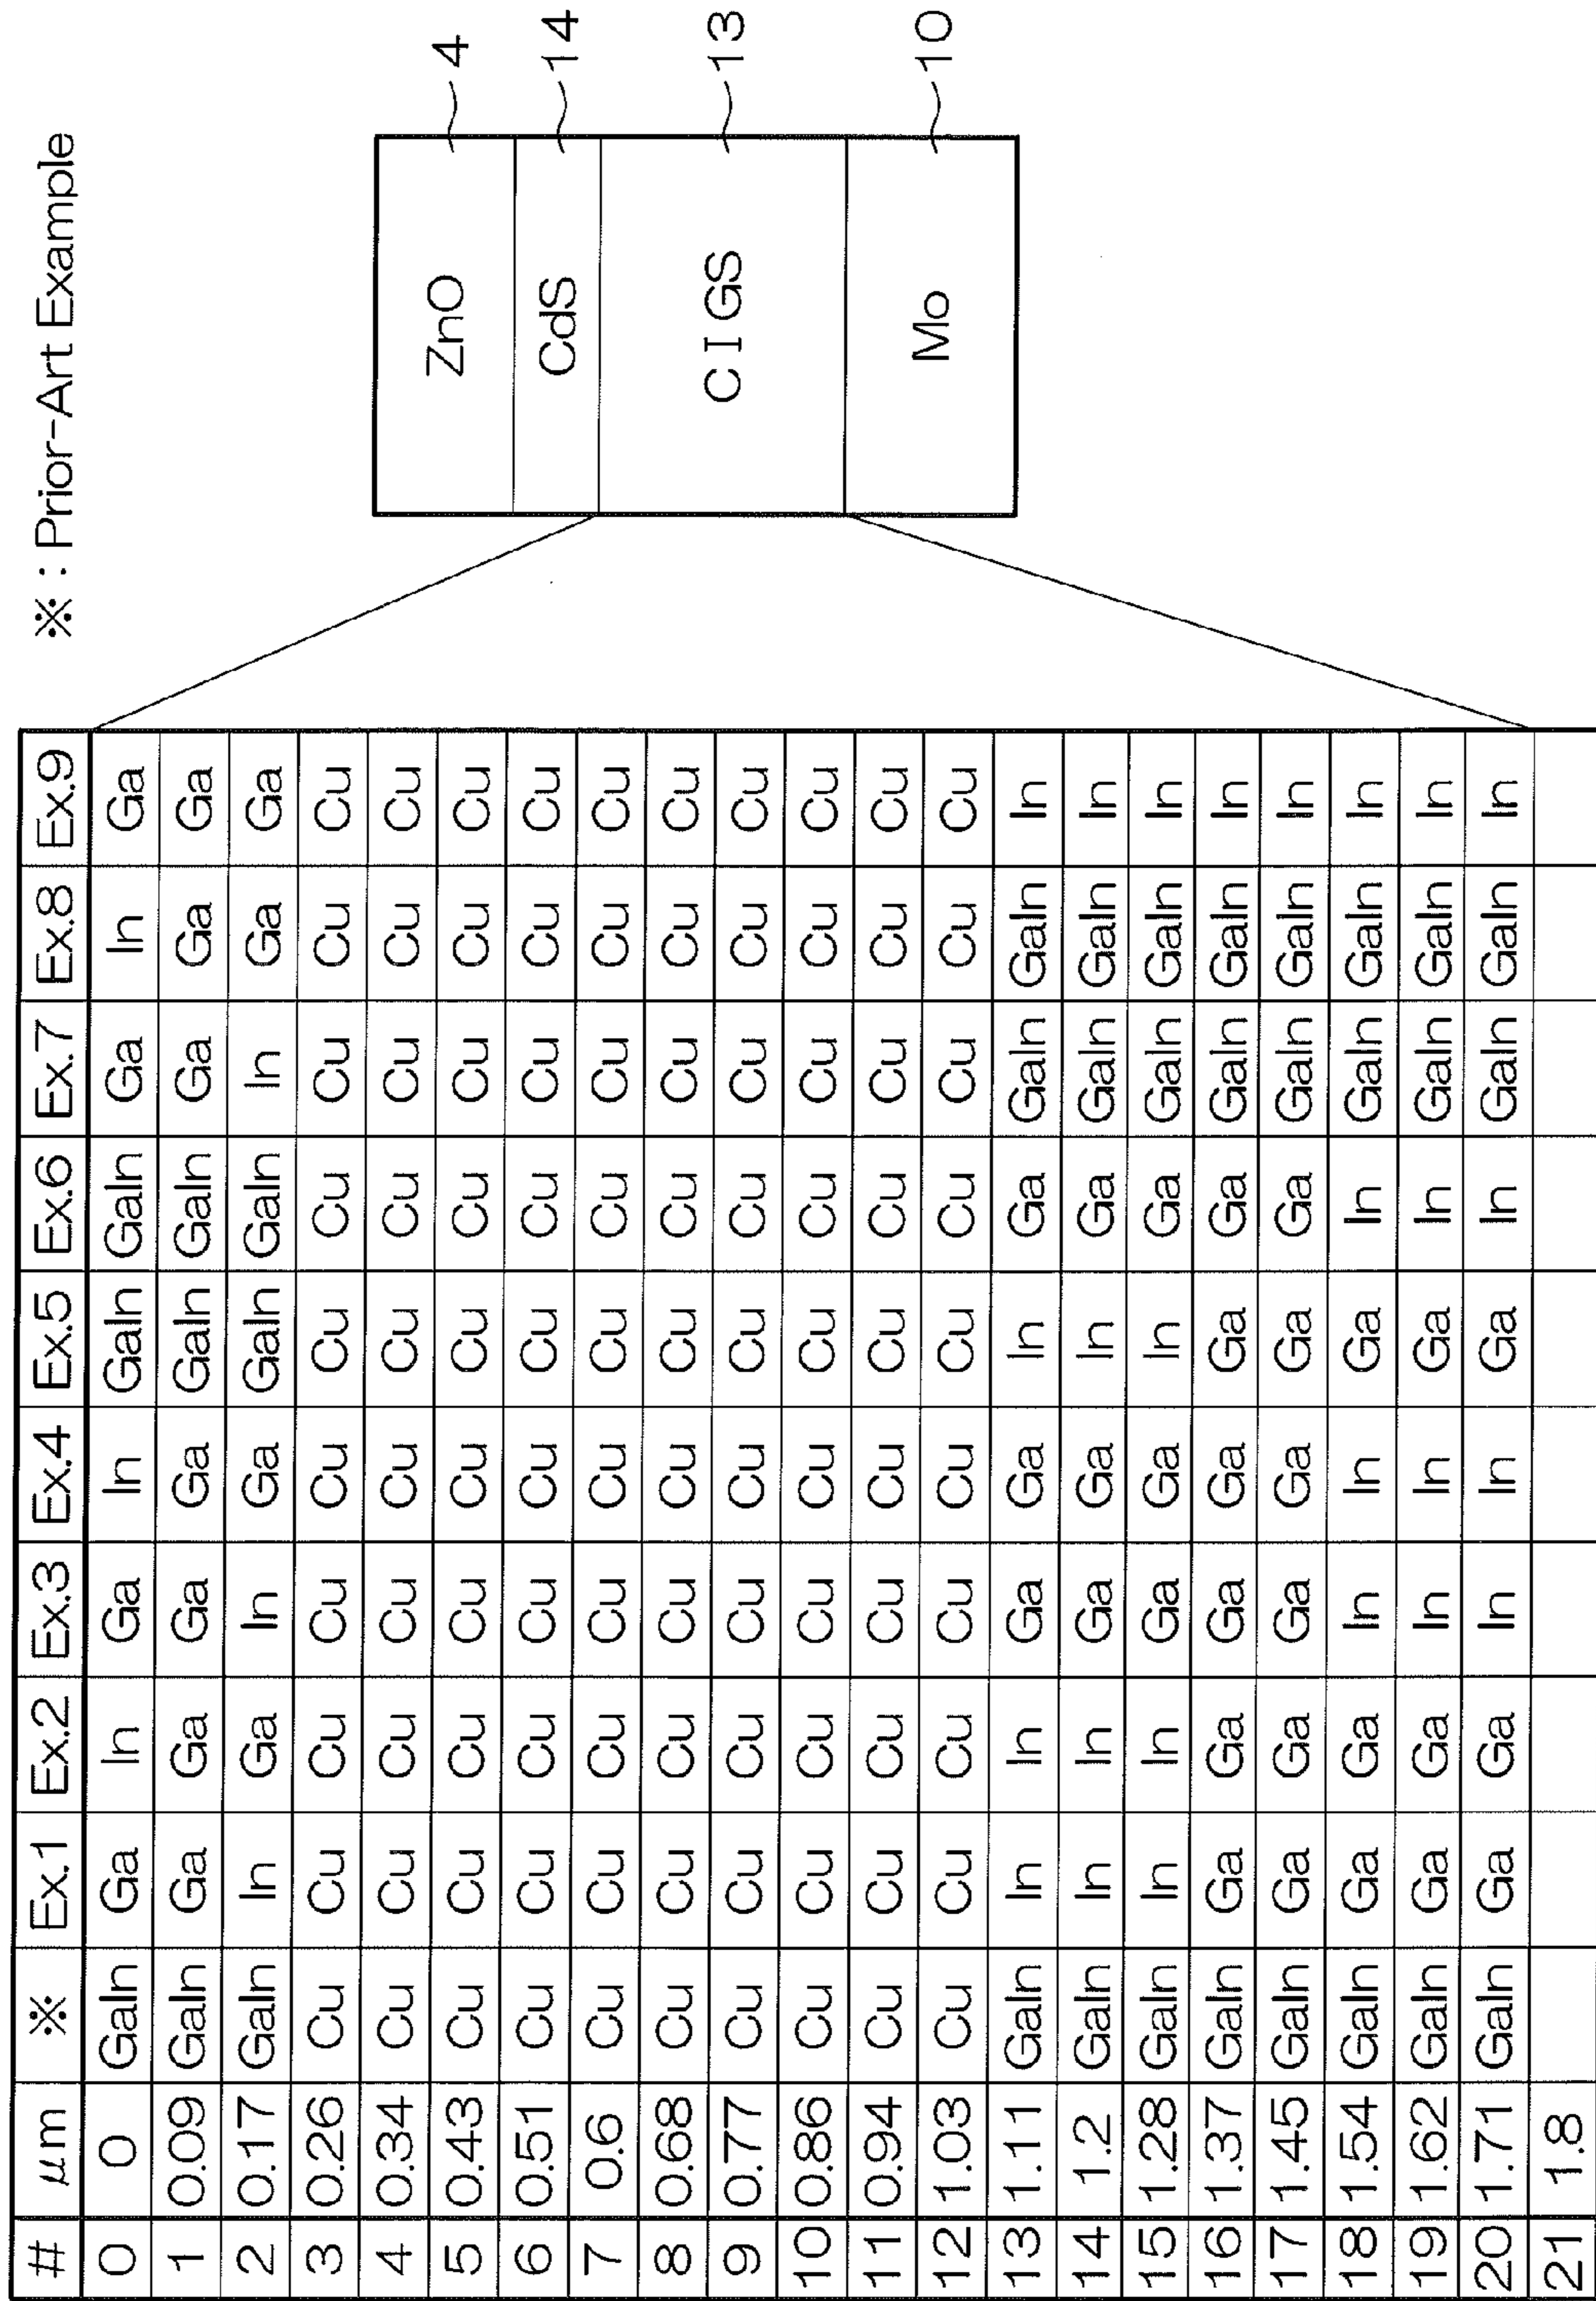 ※ : Prior-Art Example
# μm ※ Ex.1 Ex.2 Ex.3 Ex.4 Ex.5 Ex.6 Ex.7 Ex.8 Ex.9
0 0 GaIn Ga In Ga In GaIn GaIn Ga In Ga
1 0.09 GaIn Ga Ga Ga Ga GaIn GaIn Ga Ga Ga
2 0.17 GaIn In Ga In Ga GaIn GaIn In Ga Ga
3 0.26 Cu Cu Cu Cu Cu Cu Cu Cu Cu Cu
4 0.34 Cu Cu Cu Cu Cu Cu Cu Cu Cu Cu
5 0.43 Cu Cu Cu Cu Cu Cu Cu Cu Cu Cu
6 0.51 Cu Cu Cu Cu Cu Cu Cu Cu Cu Cu
7 0.6 Cu Cu Cu Cu Cu Cu Cu Cu Cu Cu
8 0.68 Cu Cu Cu Cu Cu Cu Cu Cu Cu Cu
9 0.77 Cu Cu Cu Cu Cu Cu Cu Cu Cu Cu
10 0.86 Cu Cu Cu Cu Cu Cu Cu Cu Cu Cu
11 0.94 Cu Cu Cu Cu Cu Cu Cu Cu Cu Cu
12 1.03 Cu Cu Cu Cu Cu Cu Cu Cu Cu Cu
13 1.11 GaIn In In Ga Ga In Ga GaIn GaIn In
14 1.2 GaIn In In Ga Ga In Ga GaIn GaIn In
15 1.28 GaIn In In Ga Ga In Ga GaIn GaIn In
16 1.37 GaIn Ga Ga Ga Ga Ga Ga GaIn GaIn In
17 1.45 GaIn Ga Ga Ga Ga Ga Ga GaIn GaIn In
18 1.54 GaIn Ga Ga In In Ga In GaIn GaIn In
19 1.62 GaIn Ga Ga In In Ga In GaIn GaIn In
20 1.71 GaIn Ga Ga In In Ga In GaIn GaIn In
21 1.8
ZnO 4
CdS 14
CIGS 13
Mo 10